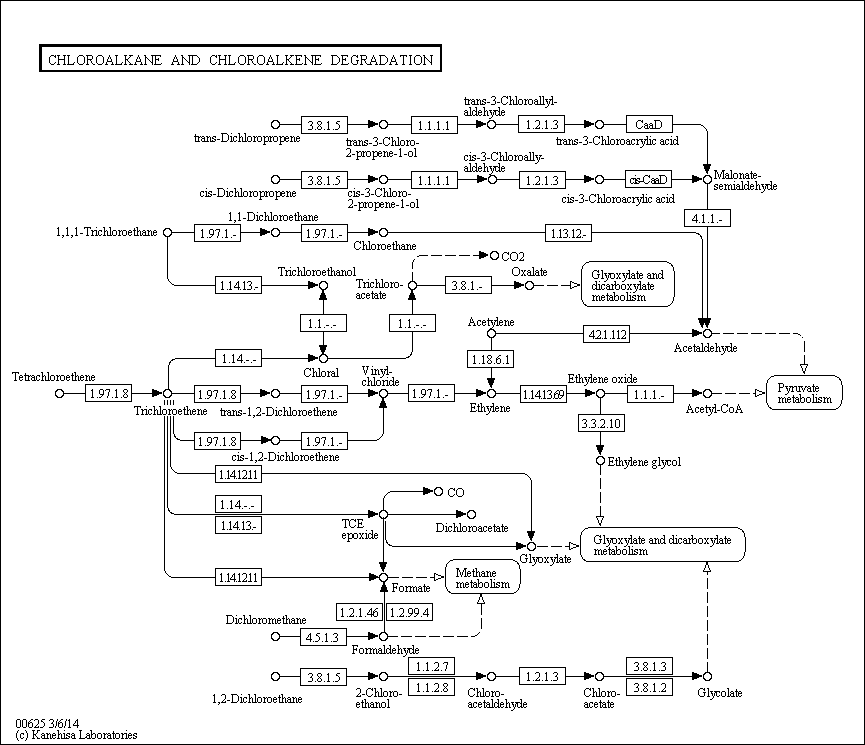 CHLOROALKANE AND CHLOROALKENE DEGRADATION
trans-3-Chloroallyl-
aldehyde
3.8.1.5
1.1.1.1
1.2.1.3
CaaD
trans-Dichloropropene
trans-3-Chloro-
2-propene-1-ol
trans-3-Chloroacrylic acid
cis-3-Chloroally-
aldehyde
3.8.1.5
1.1.1.1
1.2.1.3
cis-CaaD
Malonate-
semialdehyde
cis-Dichloropropene
cis-3-Chloro-
2-propene-1-ol
cis-3-Chloroacrylic acid
4.1.1.-
1,1-Dichloroethane
1,1,1-Trichloroethane
1.97.1.-
1.97.1.-
1.13.12.-
Chloroethane
CO2
Trichloroethanol
Oxalate
Glyoxylate and
dicarboxylate
metabolism
1.14.13.-
Trichloro-
acetate
3.8.1.-
1.1.-.-
1.1.-.-
Acetylene
4.2.1.112
Acetaldehyde
1.14.-.-
1.18.6.1
Chloral
Vinyl-
chloride
Tetrachloroethene
Ethylene oxide
1.97.1.8
1.97.1.8
1.97.1.-
1.97.1.-
1.14.13.69
1.1.1.-
Pyruvate
metabolism
Trichloroethene
trans-1,2-Dichloroethene
Ethylene
Acetyl-CoA
3.3.2.10
1.97.1.8
1.97.1.-
cis-1,2-Dichloroethene
Ethylene glycol
1.14.12.11
CO
1.14.-.-
1.14.13.-
TCE
epoxide
Dichloroacetate
Glyoxylate and dicarboxylate
metabolism
Glyoxylate
1.14.12.11
Formate
Methane
metabolism
1.2.1.46
1.2.99.4
Dichloromethane
4.5.1.3
Formaldehyde
3.8.1.5
1.1.2.7
1.1.2.8
1.2.1.3
3.8.1.3
3.8.1.2
1,2-Dichloroethane
2-Chloro-
ethanol
Chloro-
acetaldehyde
Chloro-
acetate
Glycolate
00625 3/6/14
(c) Kanehisa Laboratories